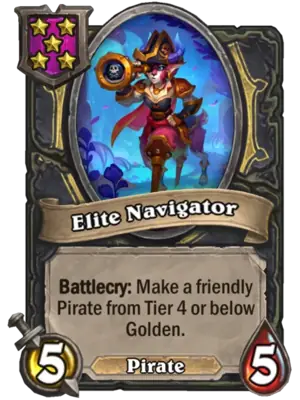 Elite Navigator
Battlecry: Make a friendly
Pirate from Tier 4 or below
Golden.
5
Pirate
5